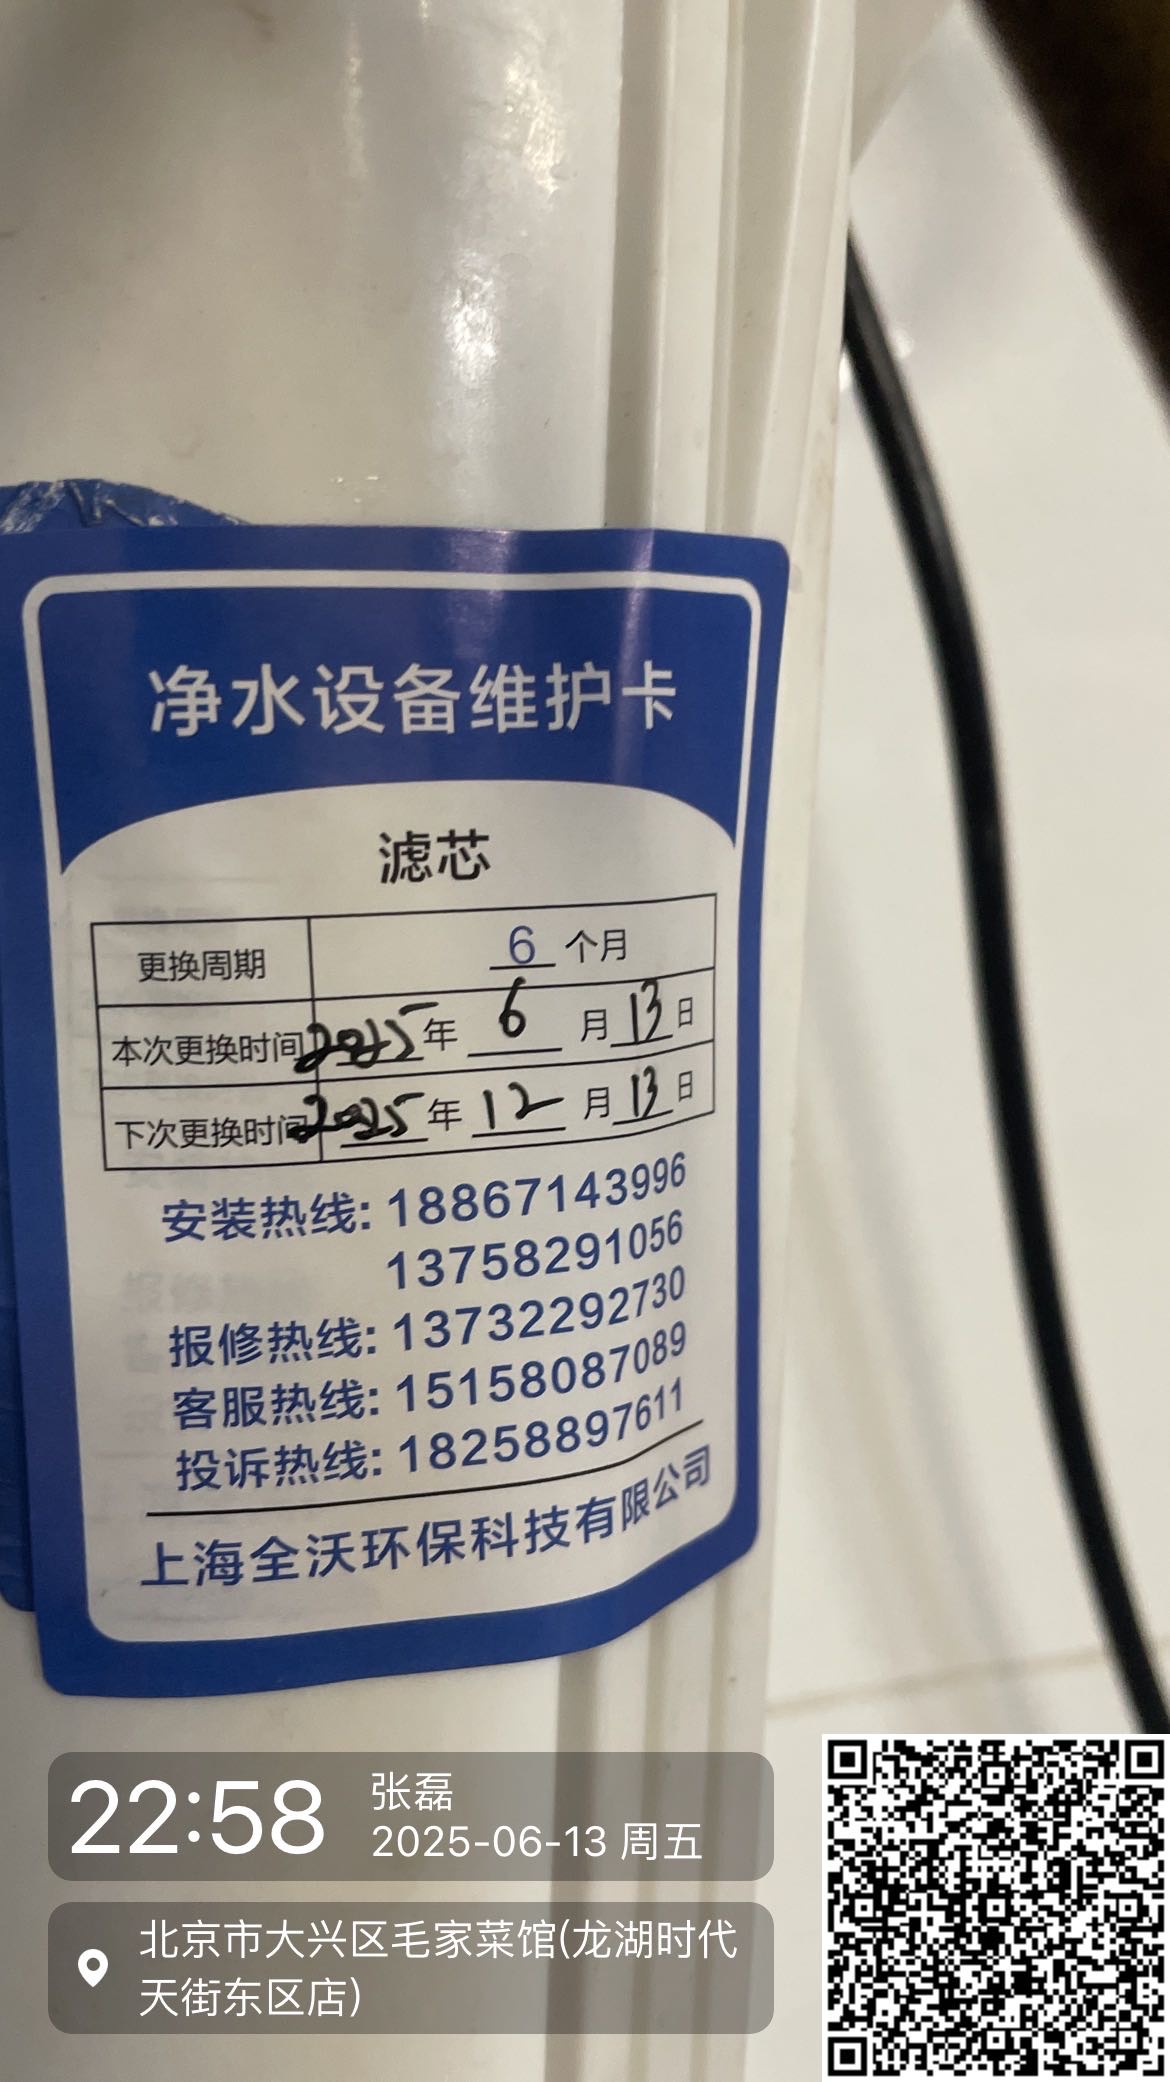 净水设备维护卡
滤芯
更换周期 6 个月
本次更换时间 2025 年 6 月 13 日
下次更换时间 2025 年 12 月 13 日
安装热线: 18867143996
13758291056
报修热线: 13732292730
客服热线: 15158087089
投诉热线: 18258897611
上海全沃环保科技有限公司
22:58
张磊
2025-06-13 周五
北京市大兴区毛家菜馆(龙湖时代
天街东区店)